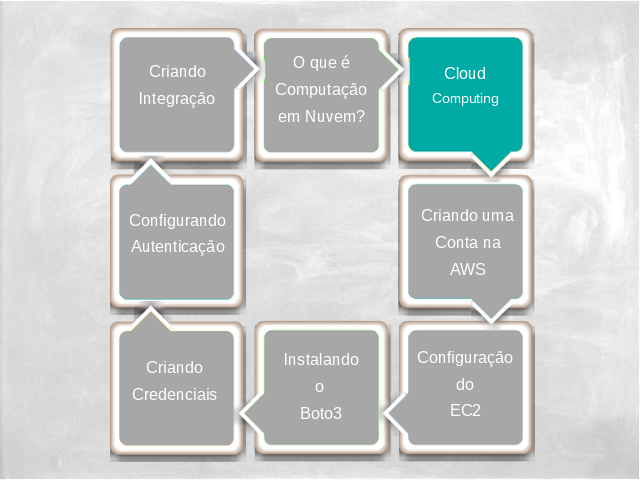 Criando
Integração
O que é
Computação
em Nuvem?
Cloud
Computing
Configurando
Autenticação
Criando uma
Conta na
AWS
Criando
Credenciais
Instalando
o
Boto3
Configuração
do
EC2